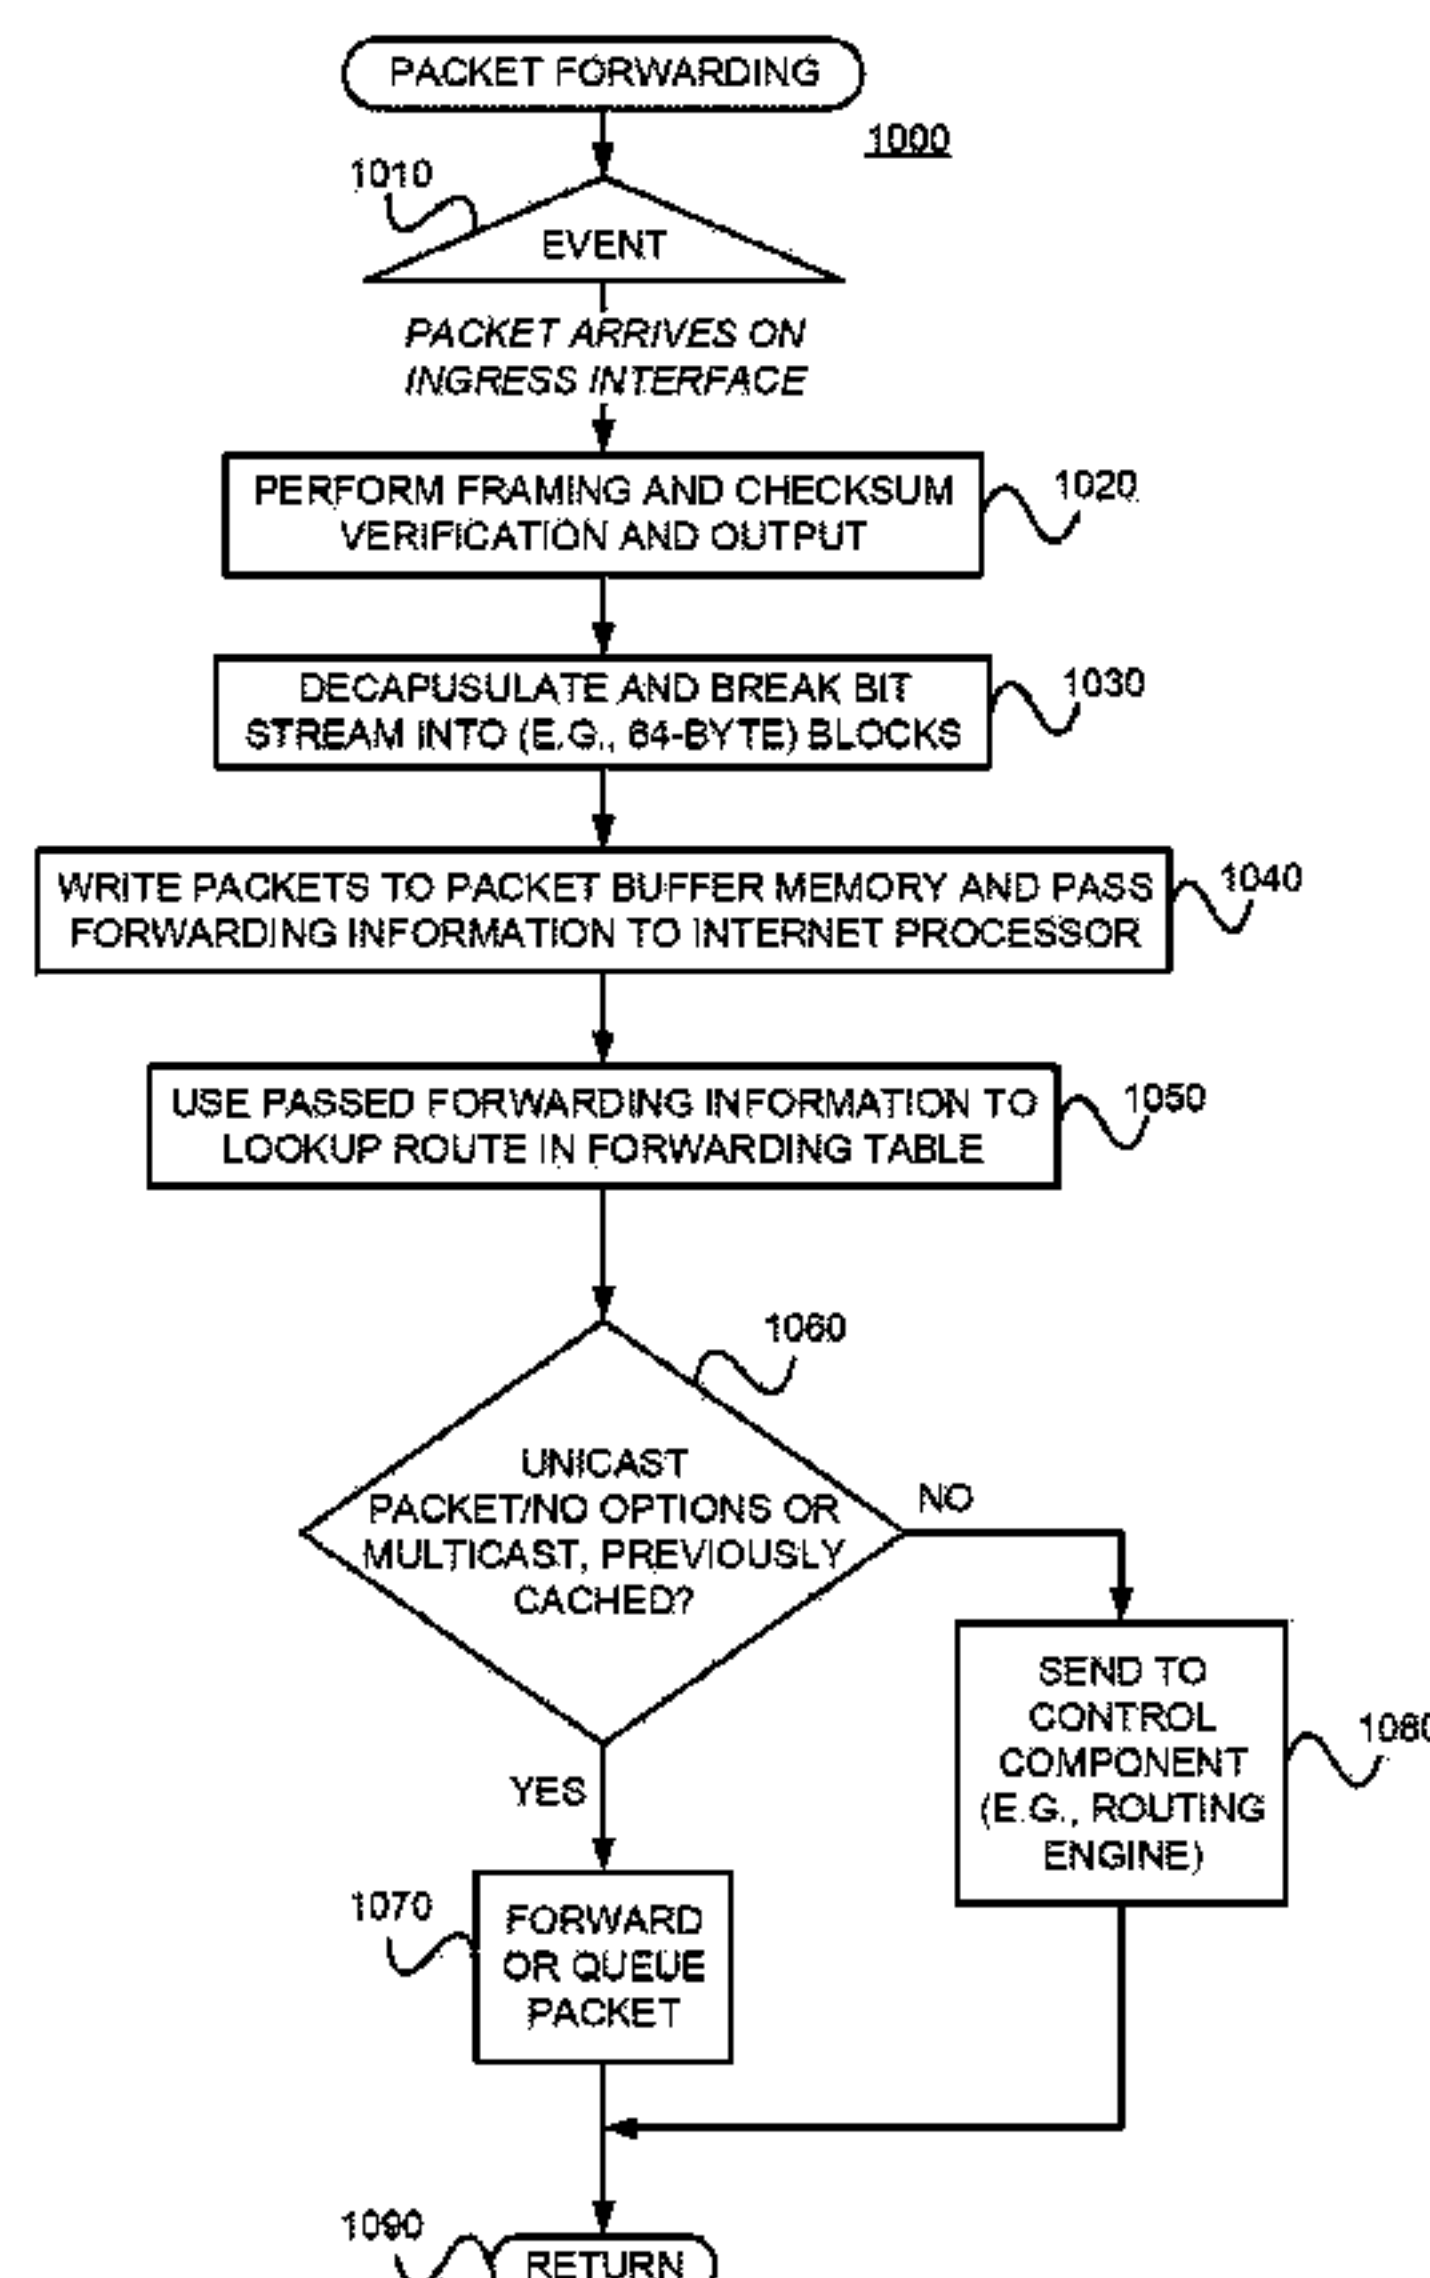 PACKET FORWARDING
1000
1010
EVENT
PACKET ARRIVES ON
INGRESS INTERFACE
PERFORM FRAMING AND CHECKSUM
VERIFICATION AND OUTPUT
1020
DECAPUSULATE AND BREAK BIT
STREAM INTO (E.G., 64-BYTE) BLOCKS
1030
WRITE PACKETS TO PACKET BUFFER MEMORY AND PASS
FORWARDING INFORMATION TO INTERNET PROCESSOR
1040
USE PASSED FORWARDING INFORMATION TO
LOOKUP ROUTE IN FORWARDING TABLE
1050
1060
UNICAST
PACKET/NO OPTIONS OR
MULTICAST, PREVIOUSLY
CACHED?
NO
YES
SEND TO
CONTROL
COMPONENT
(E.G., ROUTING
ENGINE)
1070
FORWARD
OR QUEUE
PACKET
1090
RETURN